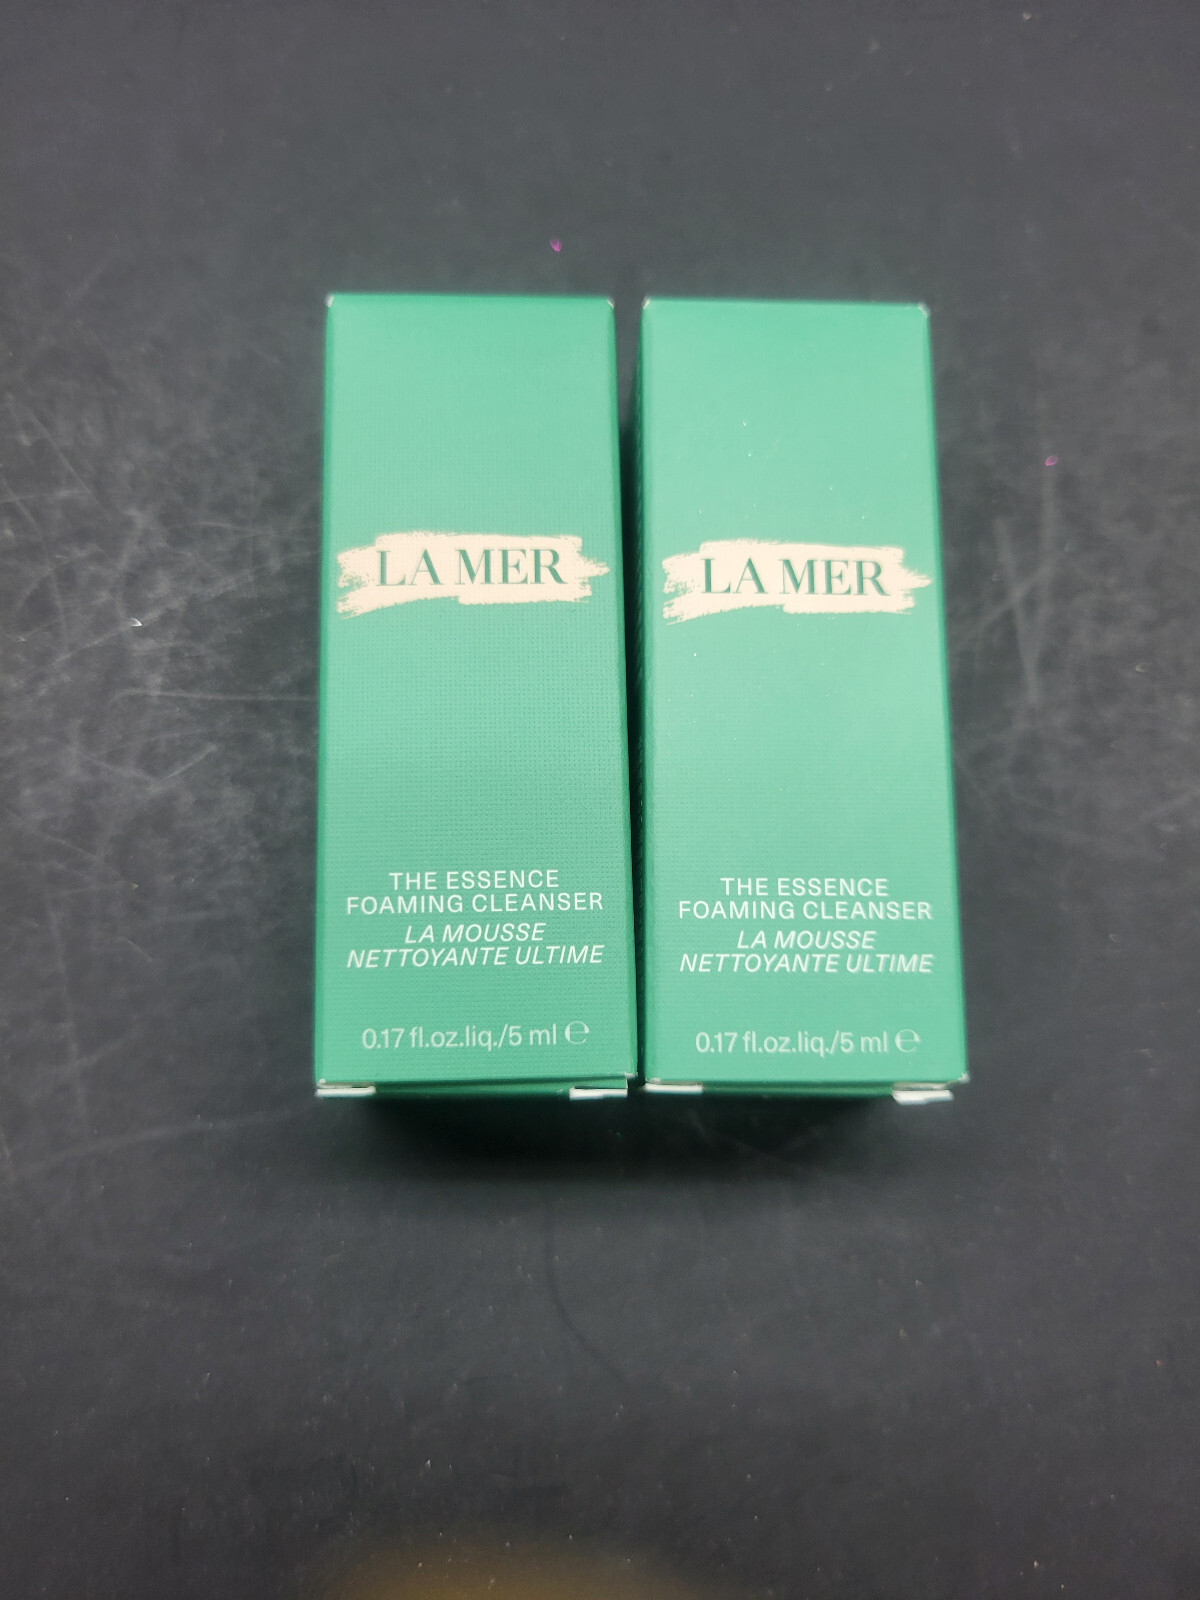 LA MER
THE ESSENCE
FOAMING CLEANSER
LA MOUSSE
NETTOYANTE ULTIME
0.17 fl.oz.liq./5 ml ℮
LA MER
THE ESSENCE
FOAMING CLEANSER
LA MOUSSE
NETTOYANTE ULTIME
0.17 fl.oz.liq./5 ml ℮